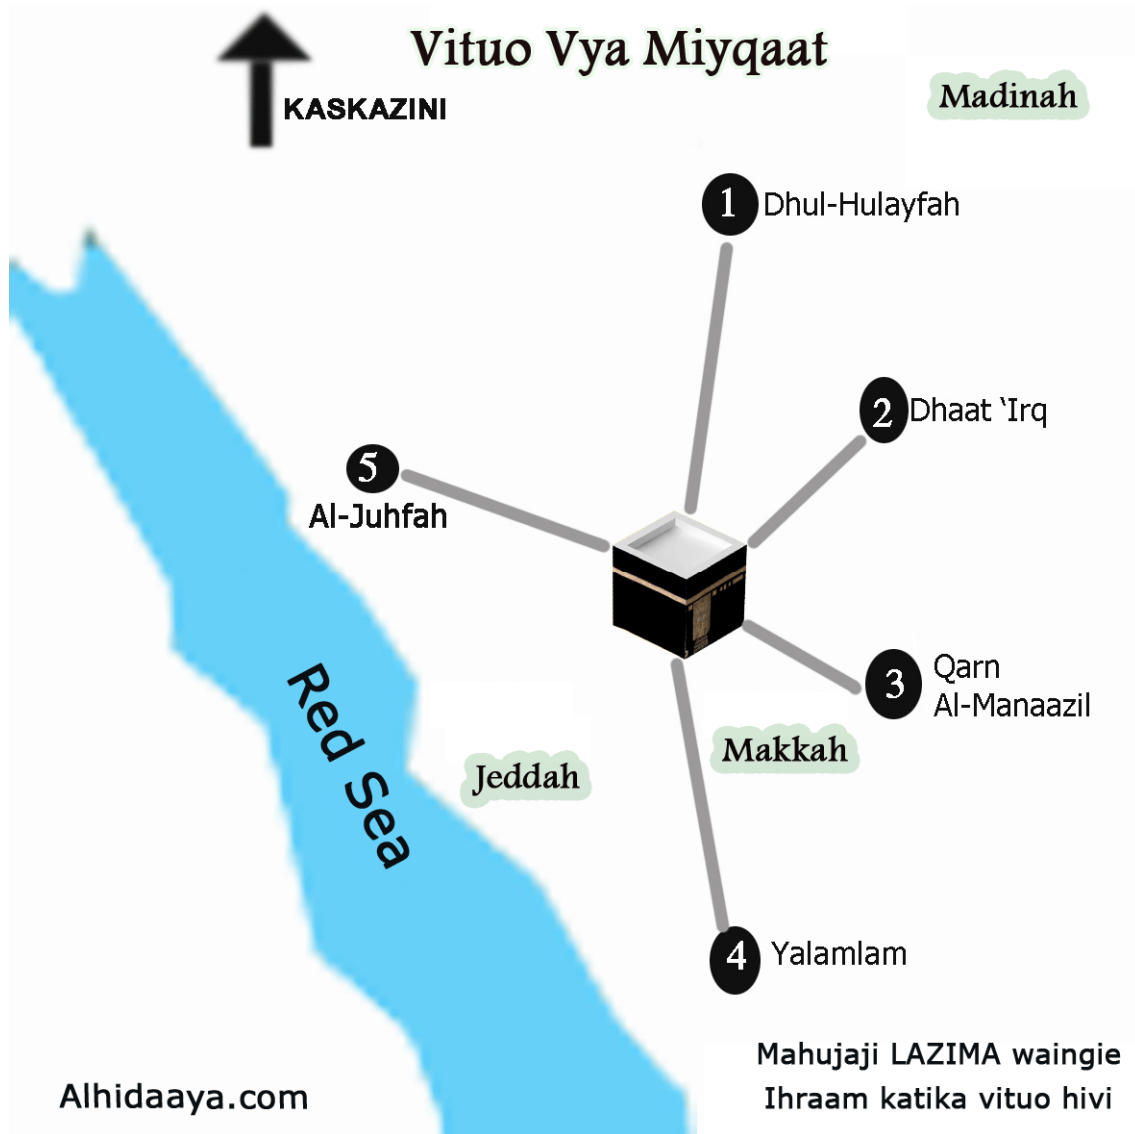 Vituo Vya Miyqaat
KASKAZINI
Madinah
1 Dhul-Hulayfah
2 Dhaat ‘Irq
5
Al-Juhfah
3 Qarn
Al-Manaazil
Red Sea
Jeddah
Makkah
4 Yalamlam
Mahujaji LAZIMA waingie
Ihraam katika vituo hivi
Alhidaaya.com